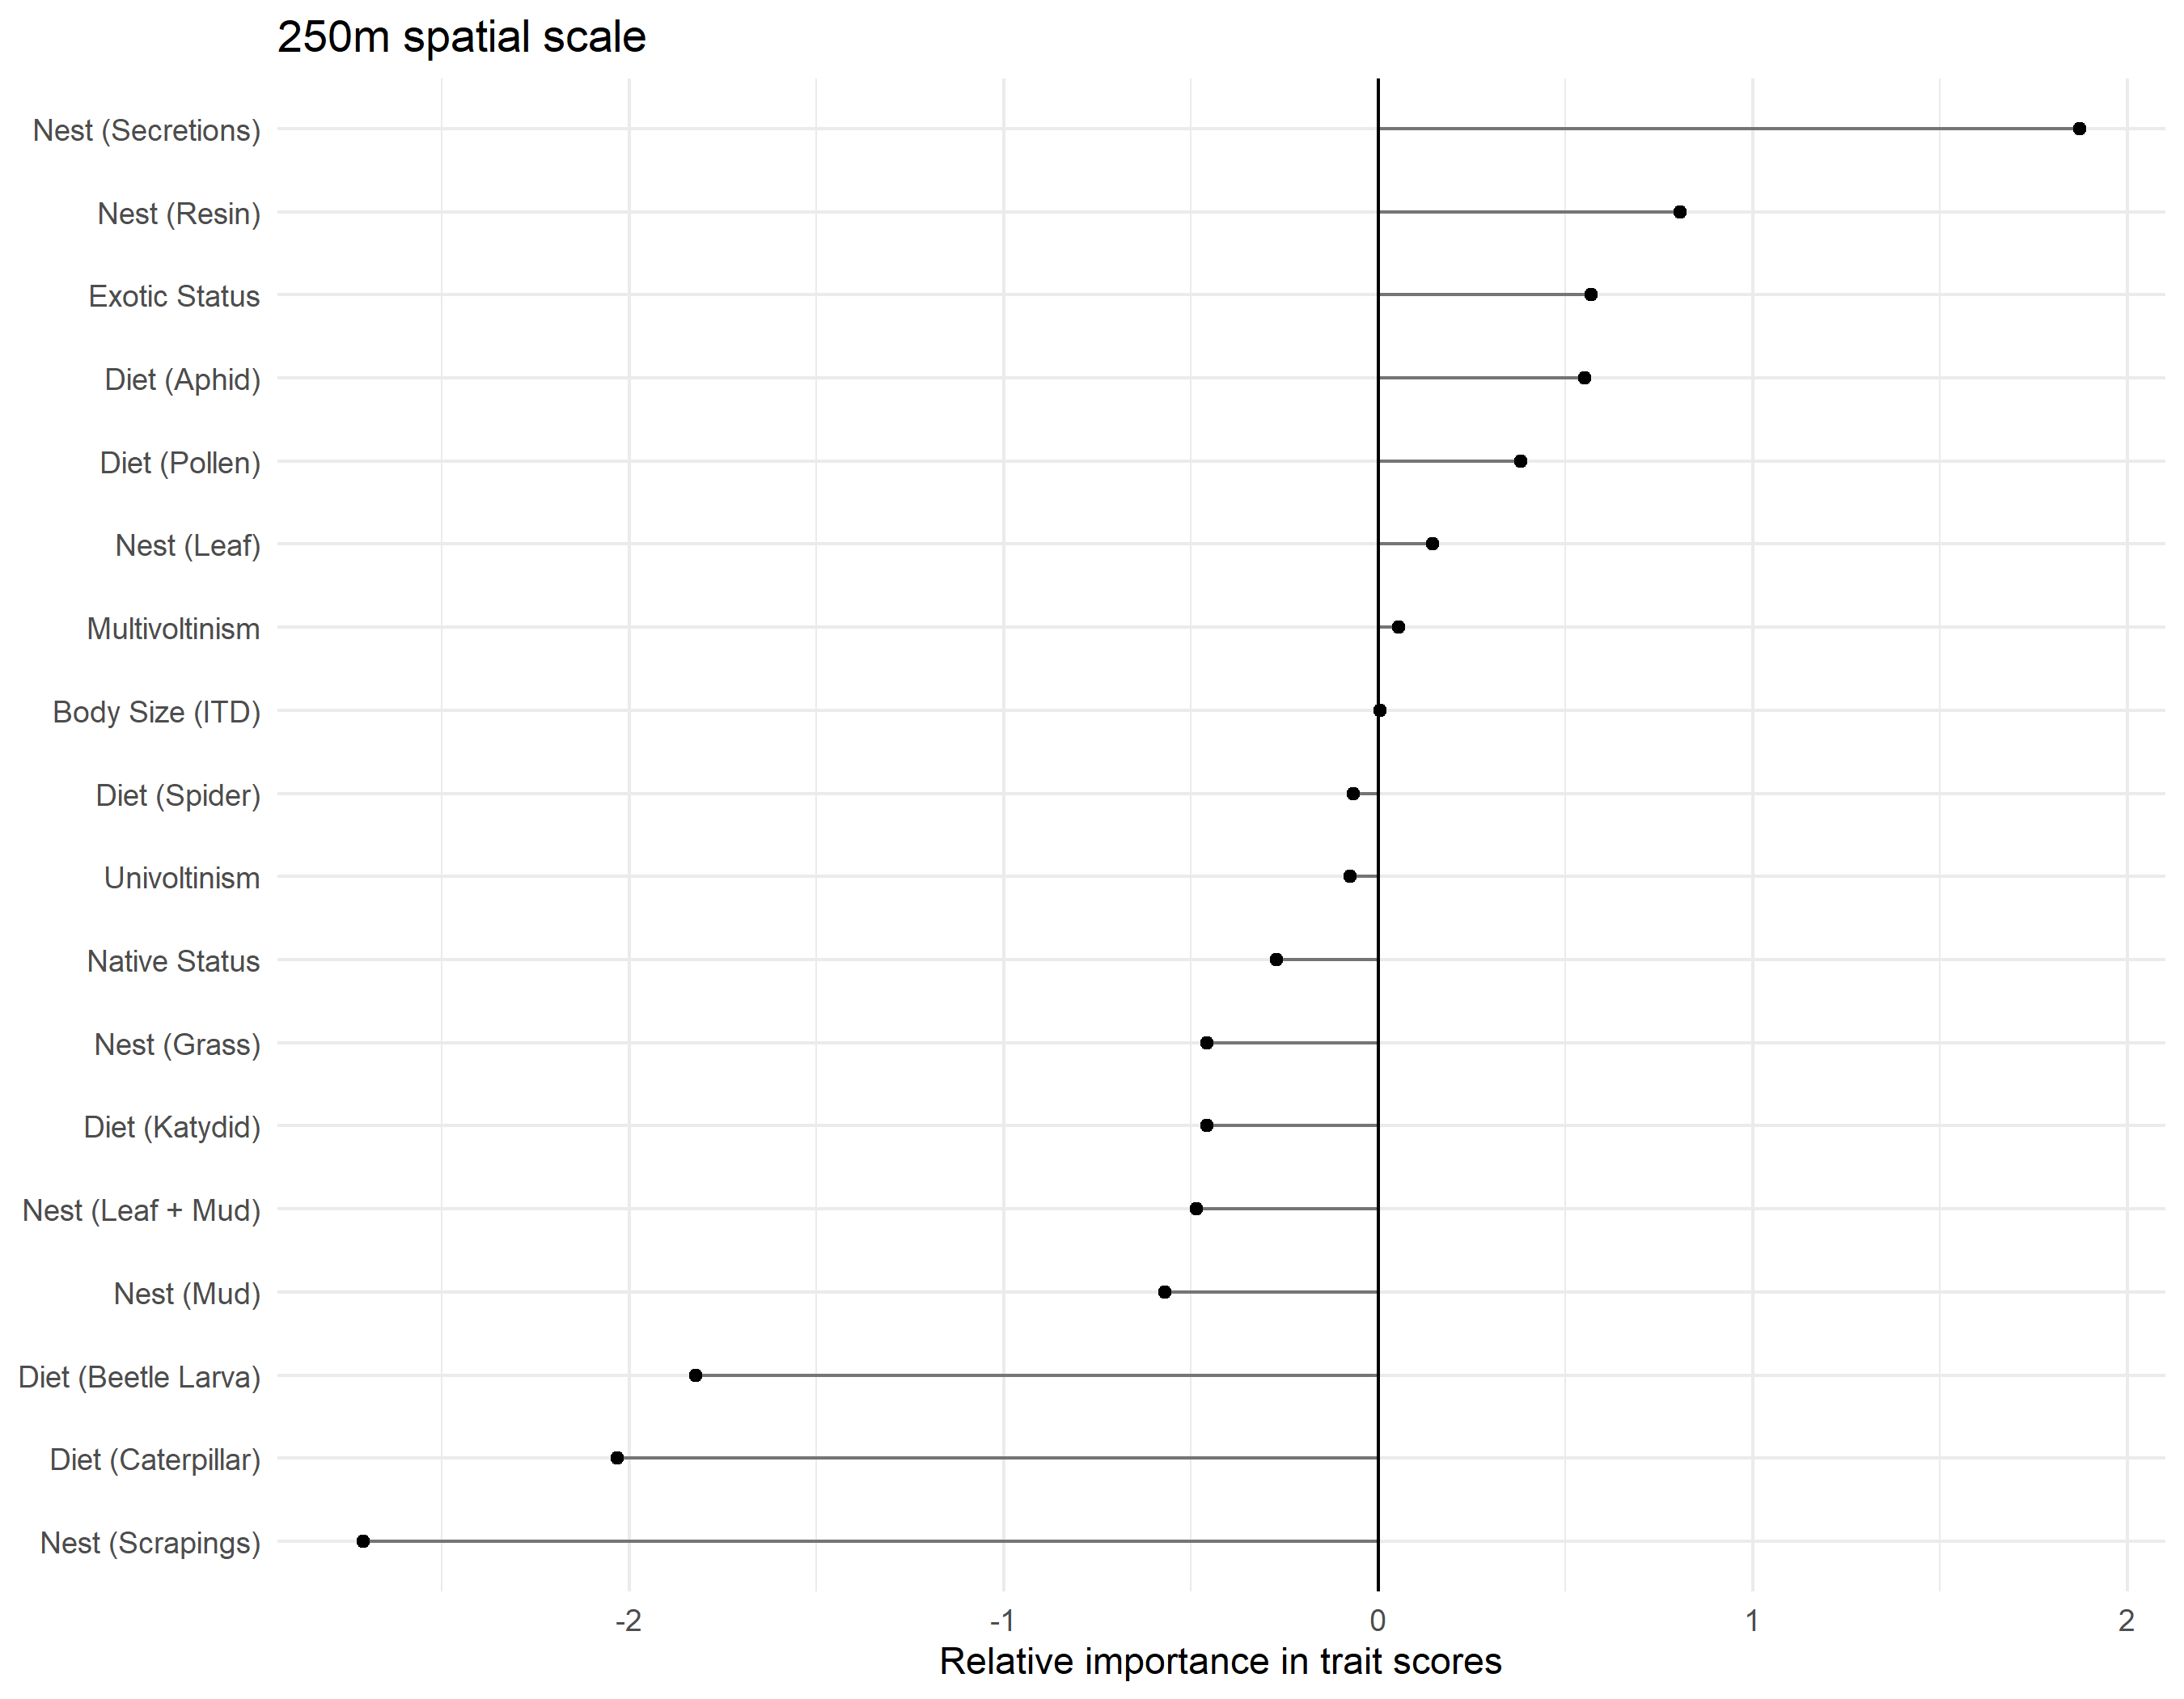 250m spatial scale
Nest (Secretions)
Nest (Resin)
Exotic Status
Diet (Aphid)
Diet (Pollen)
Nest (Leaf)
Multivoltinism
Body Size (ITD)
Diet (Spider)
Univoltinism
Native Status
Nest (Grass)
Diet (Katydid)
Nest (Leaf + Mud)
Nest (Mud)
Diet (Beetle Larva)
Diet (Caterpillar)
Nest (Scrapings)
-2 -1 0 1 2
Relative importance in trait scores